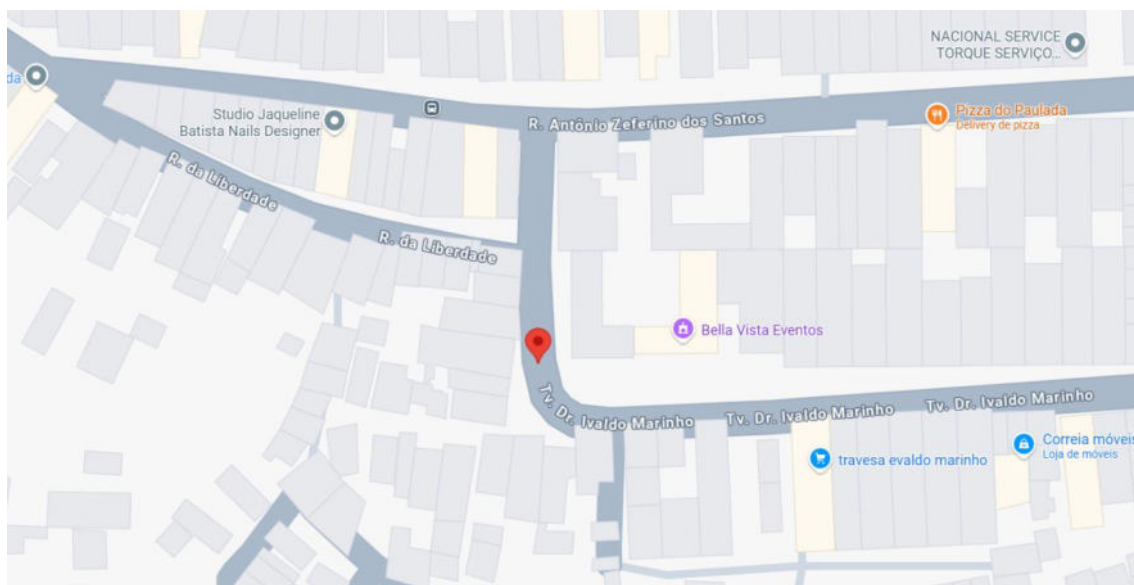 NACIONAL SERVICE
TORQUE SERVIÇO...
da
Studio Jaqueline
Batista Nails Designer
R. Antônio Zeferino dos Santos
Pizza do Paulada
Delivery de pizza
R. da Liberdade
R. da Liberdade
Bella Vista Eventos
Tv. Dr. Ivaldo Marinho
Tv. Dr. Ivaldo Marinho
Tv. Dr. Ivaldo Marinho
Correia móveis
Loja de móveis
travesa evaldo marinho